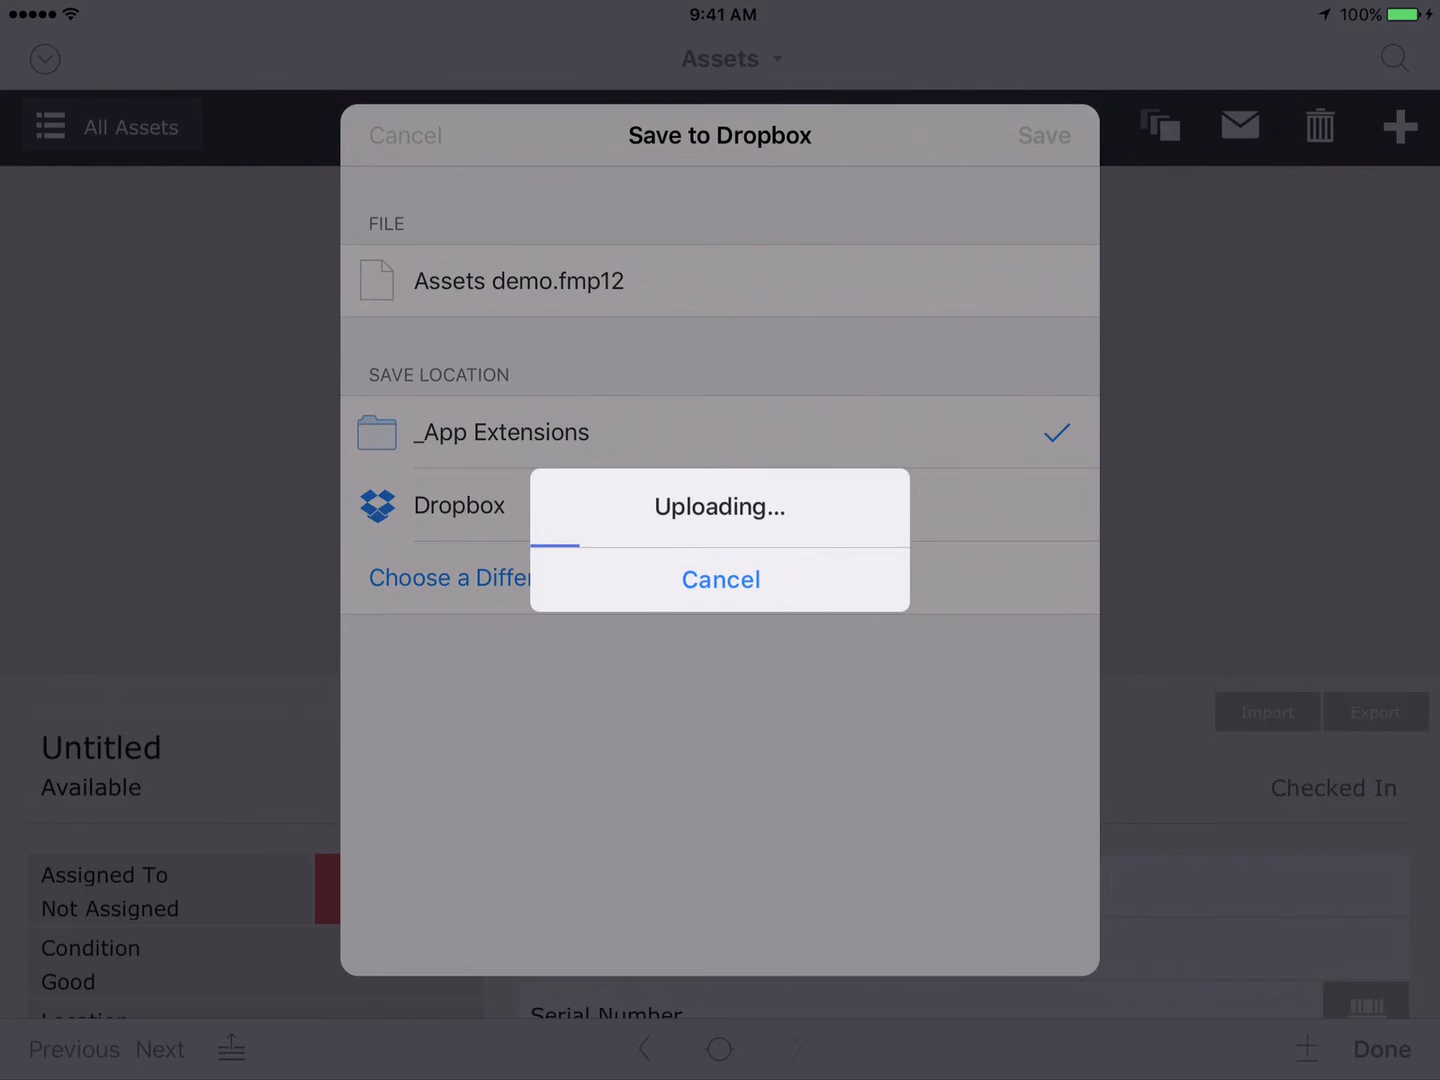 9:41 AM
100%
Assets
All Assets
Cancel
Save to Dropbox
Save
FILE
Assets demo.fmp12
SAVE LOCATION
_App Extensions
Dropbox
Choose a Differ
Uploading...
Cancel
Import
Export
Untitled
Available
Checked In
Assigned To
Not Assigned
Condition
Good
Location
Serial Number
Previous
Next
Done